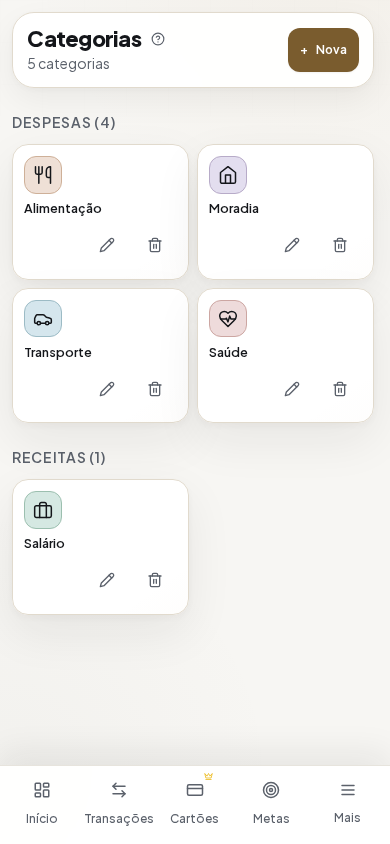 Categorias
5 categorias
+ Nova
DESPESAS (4)
Alimentação
Moradia
Transporte
Saúde
RECEITAS (1)
Salário
Início
Transações
Cartões
Metas
Mais